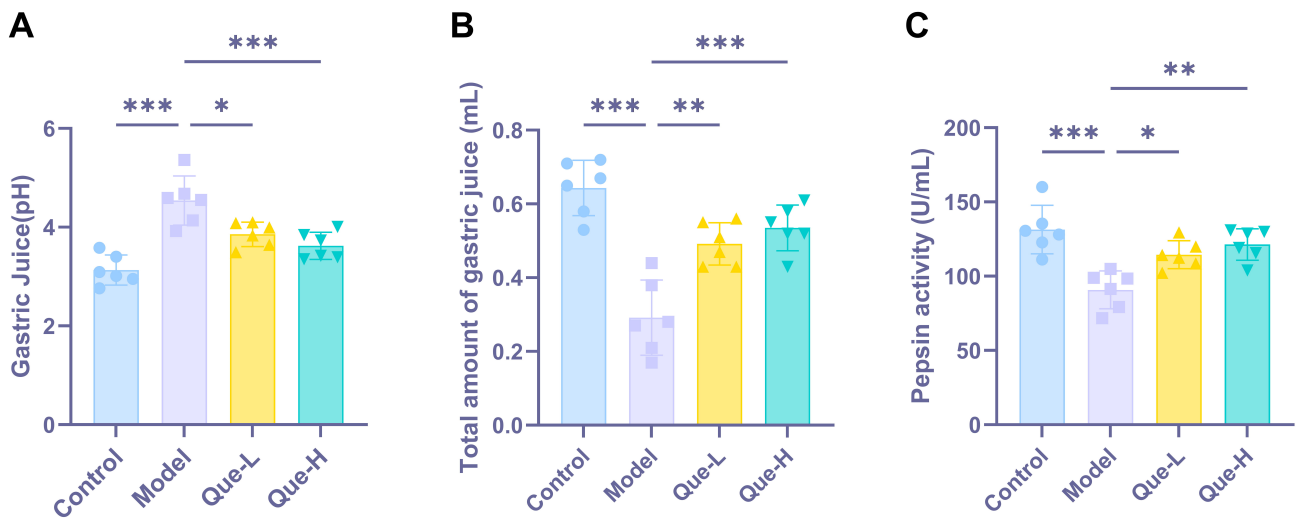 A
***
*** *
Gastric Juice(pH)
6
4
2
0
Control
Model
Que-L
Que-H
B
***
*** **
Total amount of gastric juice (mL)
0.8
0.6
0.4
0.2
0.0
Control
Model
Que-L
Que-H
C
**
*** *
Pepsin activity (U/mL)
200
150
100
50
0
Control
Model
Que-L
Que-H